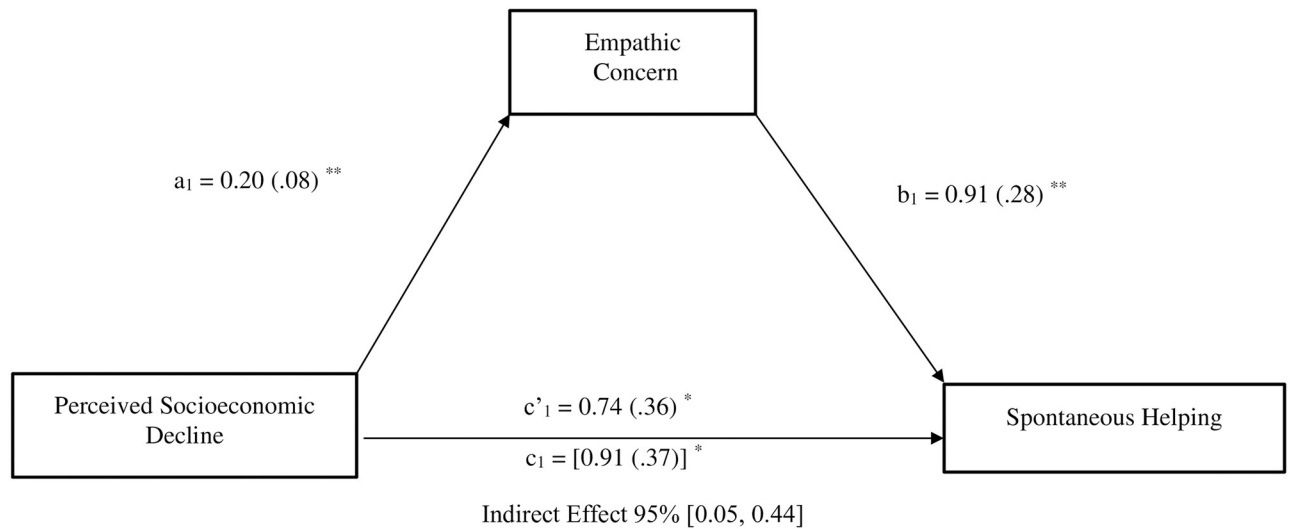 Empathic
Concern
a₁ = 0.20 (.08) **
b₁ = 0.91 (.28) **
Perceived Socioeconomic
Decline
c’₁ = 0.74 (.36) *
c₁ = [0.91 (.37)] *
Spontaneous Helping
Indirect Effect 95% [0.05, 0.44]